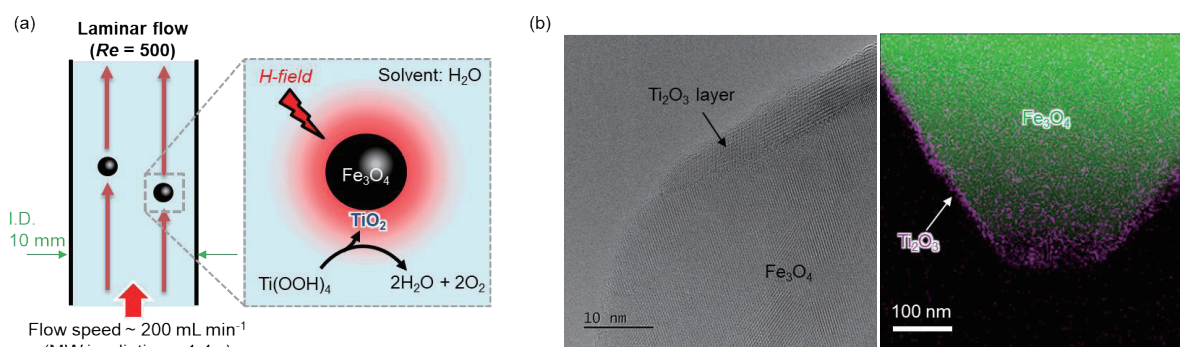 (a)
Laminar flow
(Re = 500)
I.D.
10 mm
Flow speed ~ 200 mL min⁻¹
H-field
Solvent: H₂O
Fe₃O₄
TiO₂
Ti(OOH)₄
2H₂O + 2O₂
(b)
Ti₂O₃ layer
Fe₃O₄
10 nm
Fe₃O₄
Ti₂O₃
100 nm